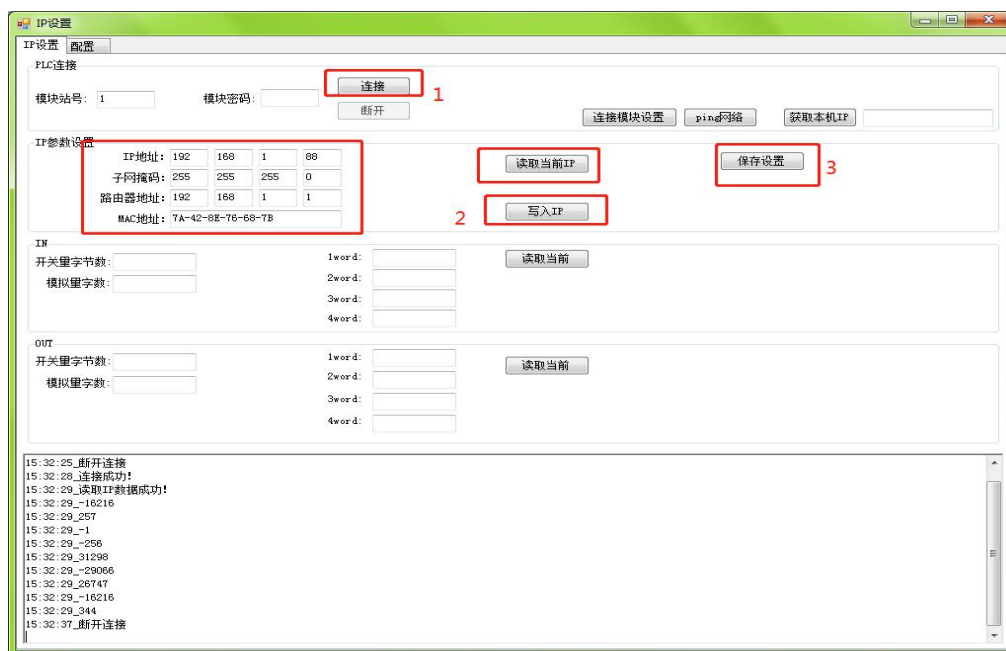 IP设置
IP设置 配置
PLC连接
模块站号: 1 模块密码: 连接 1
断开
连接模块设置 ping网络 获取本机IP
IP参数设置
IP地址: 192 168 1 88 读取当前IP 保存设置 3
子网掩码: 255 255 255 0
路由器地址: 192 168 1 1 写入IP
MAC地址: 7A-42-8E-76-68-7B 2
IN
开关量字节数: 1word: 读取当前
模拟量字数: 2word:
3word:
4word:
OUT
开关量字节数: 1word: 读取当前
模拟量字数: 2word:
3word:
4word:
15:32:25_断开连接
15:32:28_连接成功!
15:32:29_读取IP数据成功!
15:32:29_-16216
15:32:29_257
15:32:29_-1
15:32:29_-256
15:32:29_31298
15:32:29_-29066
15:32:29_26747
15:32:29_-16216
15:32:29_344
15:32:37_断开连接